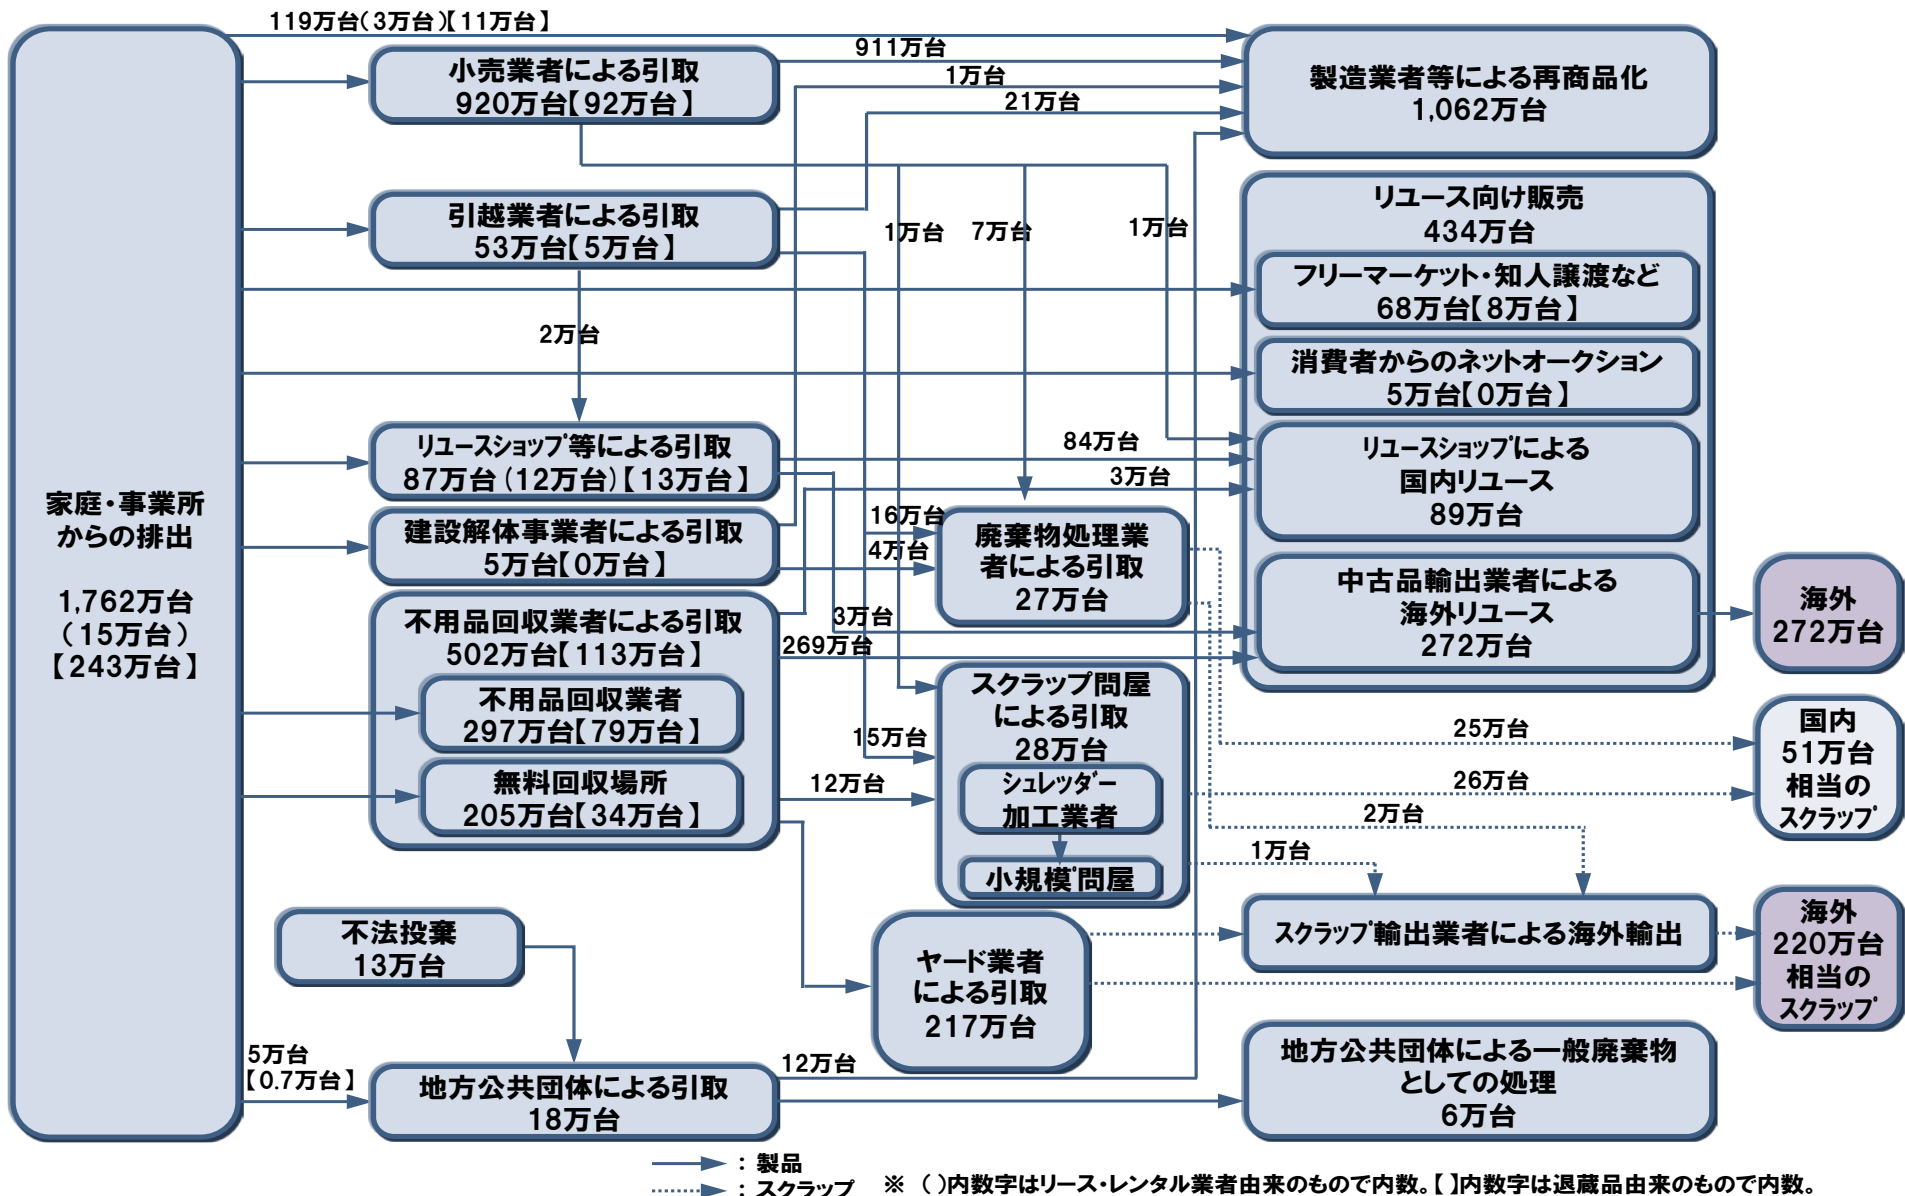 119万台(3万台)【11万台】
家庭・事業所
からの排出
1,762万台
(15万台)
【243万台】
小売業者による引取
920万台【92万台】
911万台
1万台
21万台
製造業者等による再商品化
1,062万台
引越業者による引取
53万台【5万台】
1万台
7万台
1万台
2万台
リユース向け販売
434万台
フリーマーケット・知人譲渡など
68万台【8万台】
消費者からのネットオークション
5万台【0万台】
リユースショップによる
国内リユース
89万台
中古品輸出業者による
海外リユース
272万台
海外
272万台
リユースショップ等による引取
87万台(12万台)【13万台】
84万台
3万台
建設解体事業者による引取
5万台【0万台】
16万台
4万台
廃棄物処理業
者による引取
27万台
不用品回収業者による引取
502万台【113万台】
3万台
269万台
不用品回収業者
297万台【79万台】
無料回収場所
205万台【34万台】
15万台
12万台
スクラップ問屋
による引取
28万台
シュレッダー
加工業者
小規模問屋
25万台
26万台
2万台
1万台
国内
51万台
相当の
スクラップ
不法投棄
13万台
ヤード業者
による引取
217万台
スクラップ輸出業者による海外輸出
海外
220万台
相当の
スクラップ
5万台
【0.7万台】
地方公共団体による引取
18万台
12万台
地方公共団体による一般廃棄物
としての処理
6万台
：製品
：スクラップ
※ ( )内数字はリース・レンタル業者由来のもので内数。【 】内数字は退蔵品由来のもので内数。